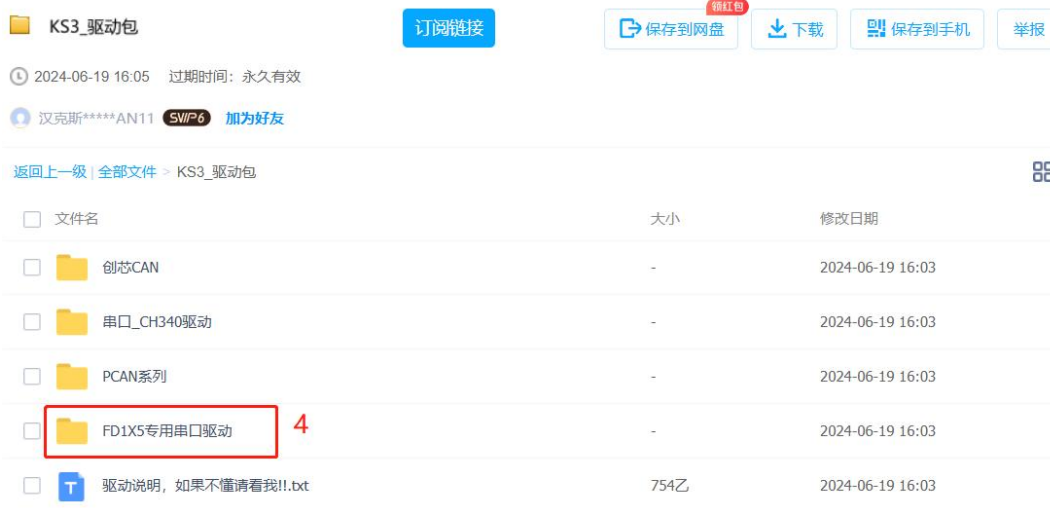 领红包
KS3_驱动包 订阅链接 保存到网盘 下载 保存到手机 举报
2024-06-19 16:05 过期时间：永久有效
汉克斯*****AN11 SVIP6 加为好友
返回上一级 | 全部文件 > KS3_驱动包
文件名 大小 修改日期
创芯CAN - 2024-06-19 16:03
串口_CH340驱动 - 2024-06-19 16:03
PCAN系列 - 2024-06-19 16:03
FD1X5专用串口驱动 4 - 2024-06-19 16:03
T 驱动说明，如果不懂请看我!!.txt 754乙 2024-06-19 16:03